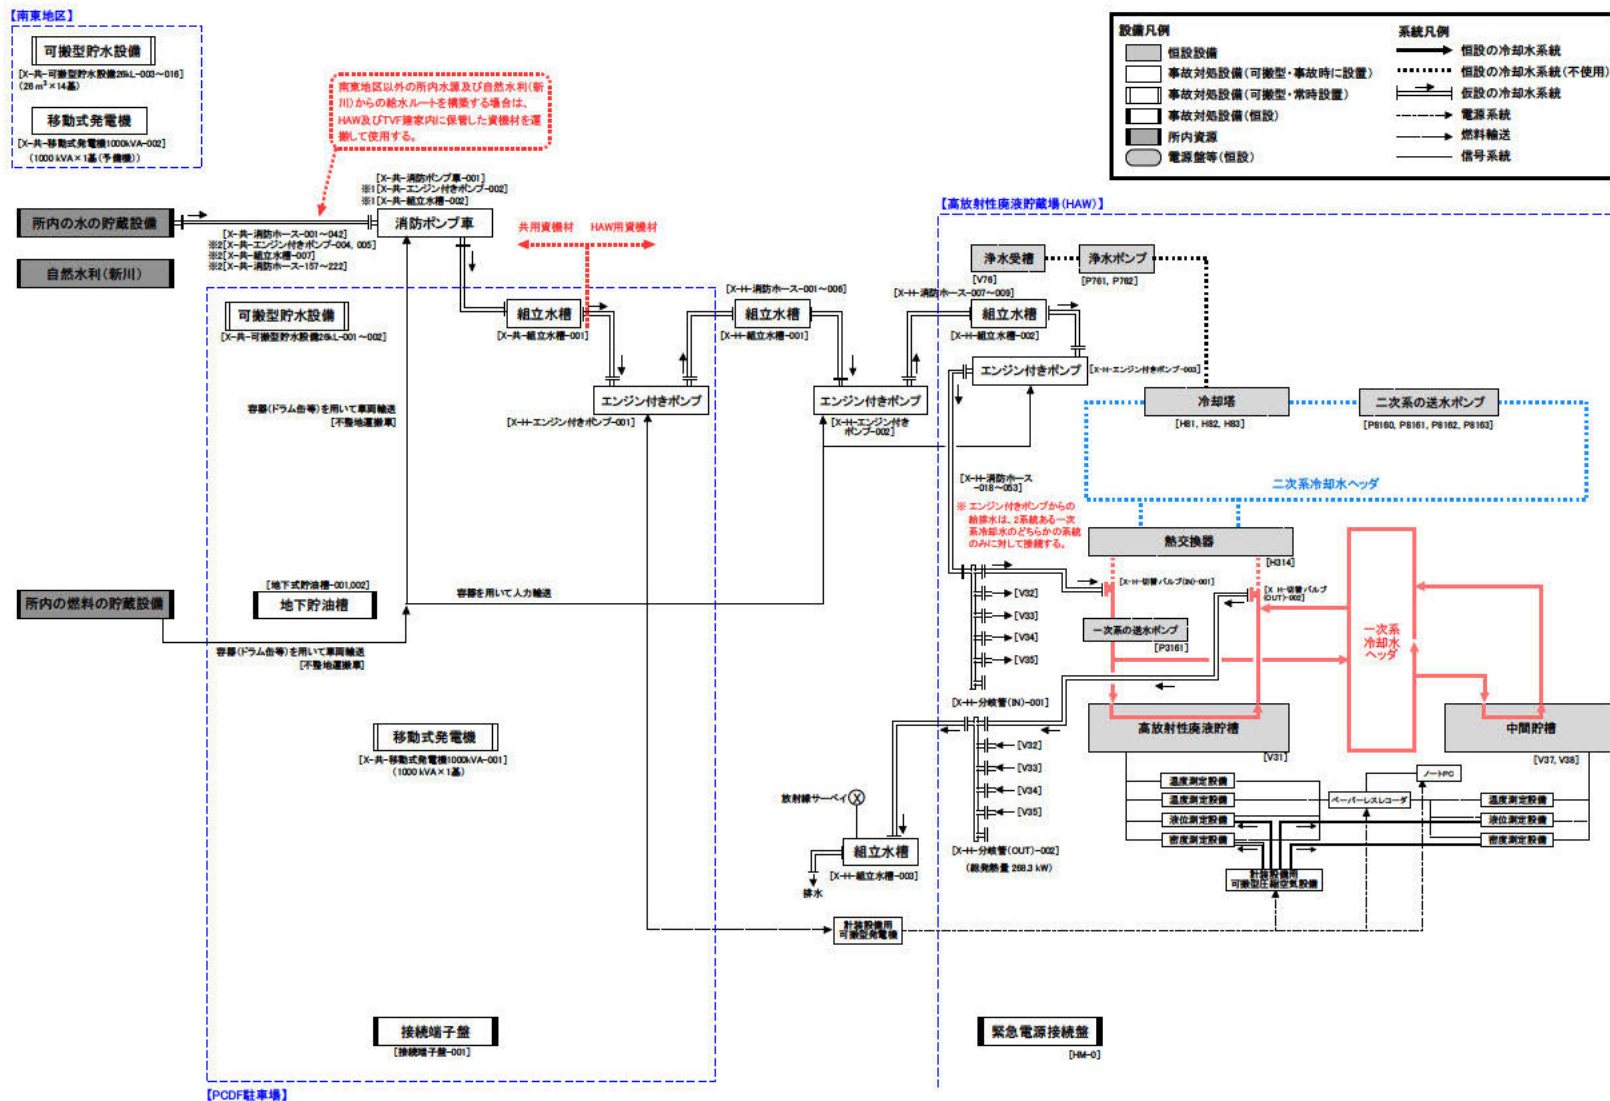 【南東地区】
可搬型貯水設備
[X-共-可搬型貯水設備26kL-003～016]
(26 m³×14基)
移動式発電機
[X-共-移動式発電機1000kVA-002]
(1000 kVA×1基(予備機))
南東地区以外の所内水源及び自然水利(新
川)からの給水ルートを構築する場合は、
HAW及びTVF建家内に保管した資機材を運
搬して使用する。
設備凡例
恒設設備
事故対処設備(可搬型・事故時に設置)
事故対処設備(可搬型・常時設置)
事故対処設備(恒設)
所内資源
電源盤等(恒設)
系統凡例
恒設の冷却水系統
恒設の冷却水系統(不使用)
仮設の冷却水系統
電源系統
燃料輸送
信号系統
所内の水の貯蔵設備
自然水利(新川)
[X-共-消防ポンプ車-001]
※1[X-共-エンジン付きポンプ-002]
※1[X-共-組立水槽-002]
消防ポンプ車
[X-共-消防ホース-001～042]
※2[X-共-エンジン付きポンプ-004, 005]
※2[X-共-組立水槽-007]
※2[X-共-消防ホース-157～222]
共用資機材
HAW用資機材
可搬型貯水設備
[X-共-可搬型貯水設備26kL-001～002]
組立水槽
[X-共-組立水槽-001]
エンジン付きポンプ
[X-H-エンジン付きポンプ-001]
[X-H-消防ホース-001～006]
組立水槽
[X-H-組立水槽-001]
エンジン付きポンプ
[X-H-エンジン付き
ポンプ-002]
容器(ドラム缶等)を用いて車両輸送
[不整地運搬車]
【高放射性廃液貯蔵場(HAW)】
浄水受槽
[V76]
浄水ポンプ
[P761, P762]
[X-H-消防ホース-007～009]
組立水槽
[X-H-組立水槽-002]
エンジン付きポンプ
[X-H-エンジン付きポンプ-003]
冷却塔
[H81, H82, H83]
二次系の送水ポンプ
[P8160, P8161, P8162, P8163]
二次系冷却水ヘッダ
[X-H-消防ホース
-018～053]
※ エンジン付きポンプからの
給排水は、2系統ある一次
系冷却水のどちらかの系統
のみに対して接続する。
熱交換器
[H314]
[X-H-切替バルブ(IN)-001]
[X-H-切替バルブ
(OUT)-002]
[V32]
[V33]
[V34]
[V35]
[X-H-分岐管(IN)-001]
一次系の送水ポンプ
[P3161]
一次系
冷却水
ヘッダ
所内の燃料の貯蔵設備
[地下式貯油槽-001,002]
地下貯油槽
容器を用いて人力輸送
容器(ドラム缶等)を用いて車両輸送
[不整地運搬車]
移動式発電機
[X-共-移動式発電機1000kVA-001]
(1000 kVA×1基)
高放射性廃液貯槽
[V31]
中間貯槽
[V37, V38]
[V32]
[V33]
[V34]
[V35]
[X-H-分岐管(OUT)-002]
(総発熱量 268.3 kW)
放射線サーベイ
X
組立水槽
[X-H-組立水槽-003]
排水
ノートPC
ペーパーレスレコーダ
温度測定設備
温度測定設備
液位測定設備
密度測定設備
温度測定設備
液位測定設備
密度測定設備
計装設備用
可搬型圧縮空気設備
計装設備用
可搬型発電機
接続端子盤
[接続端子盤-001]
緊急電源接続盤
[HM-0]
【PCDF駐車場】